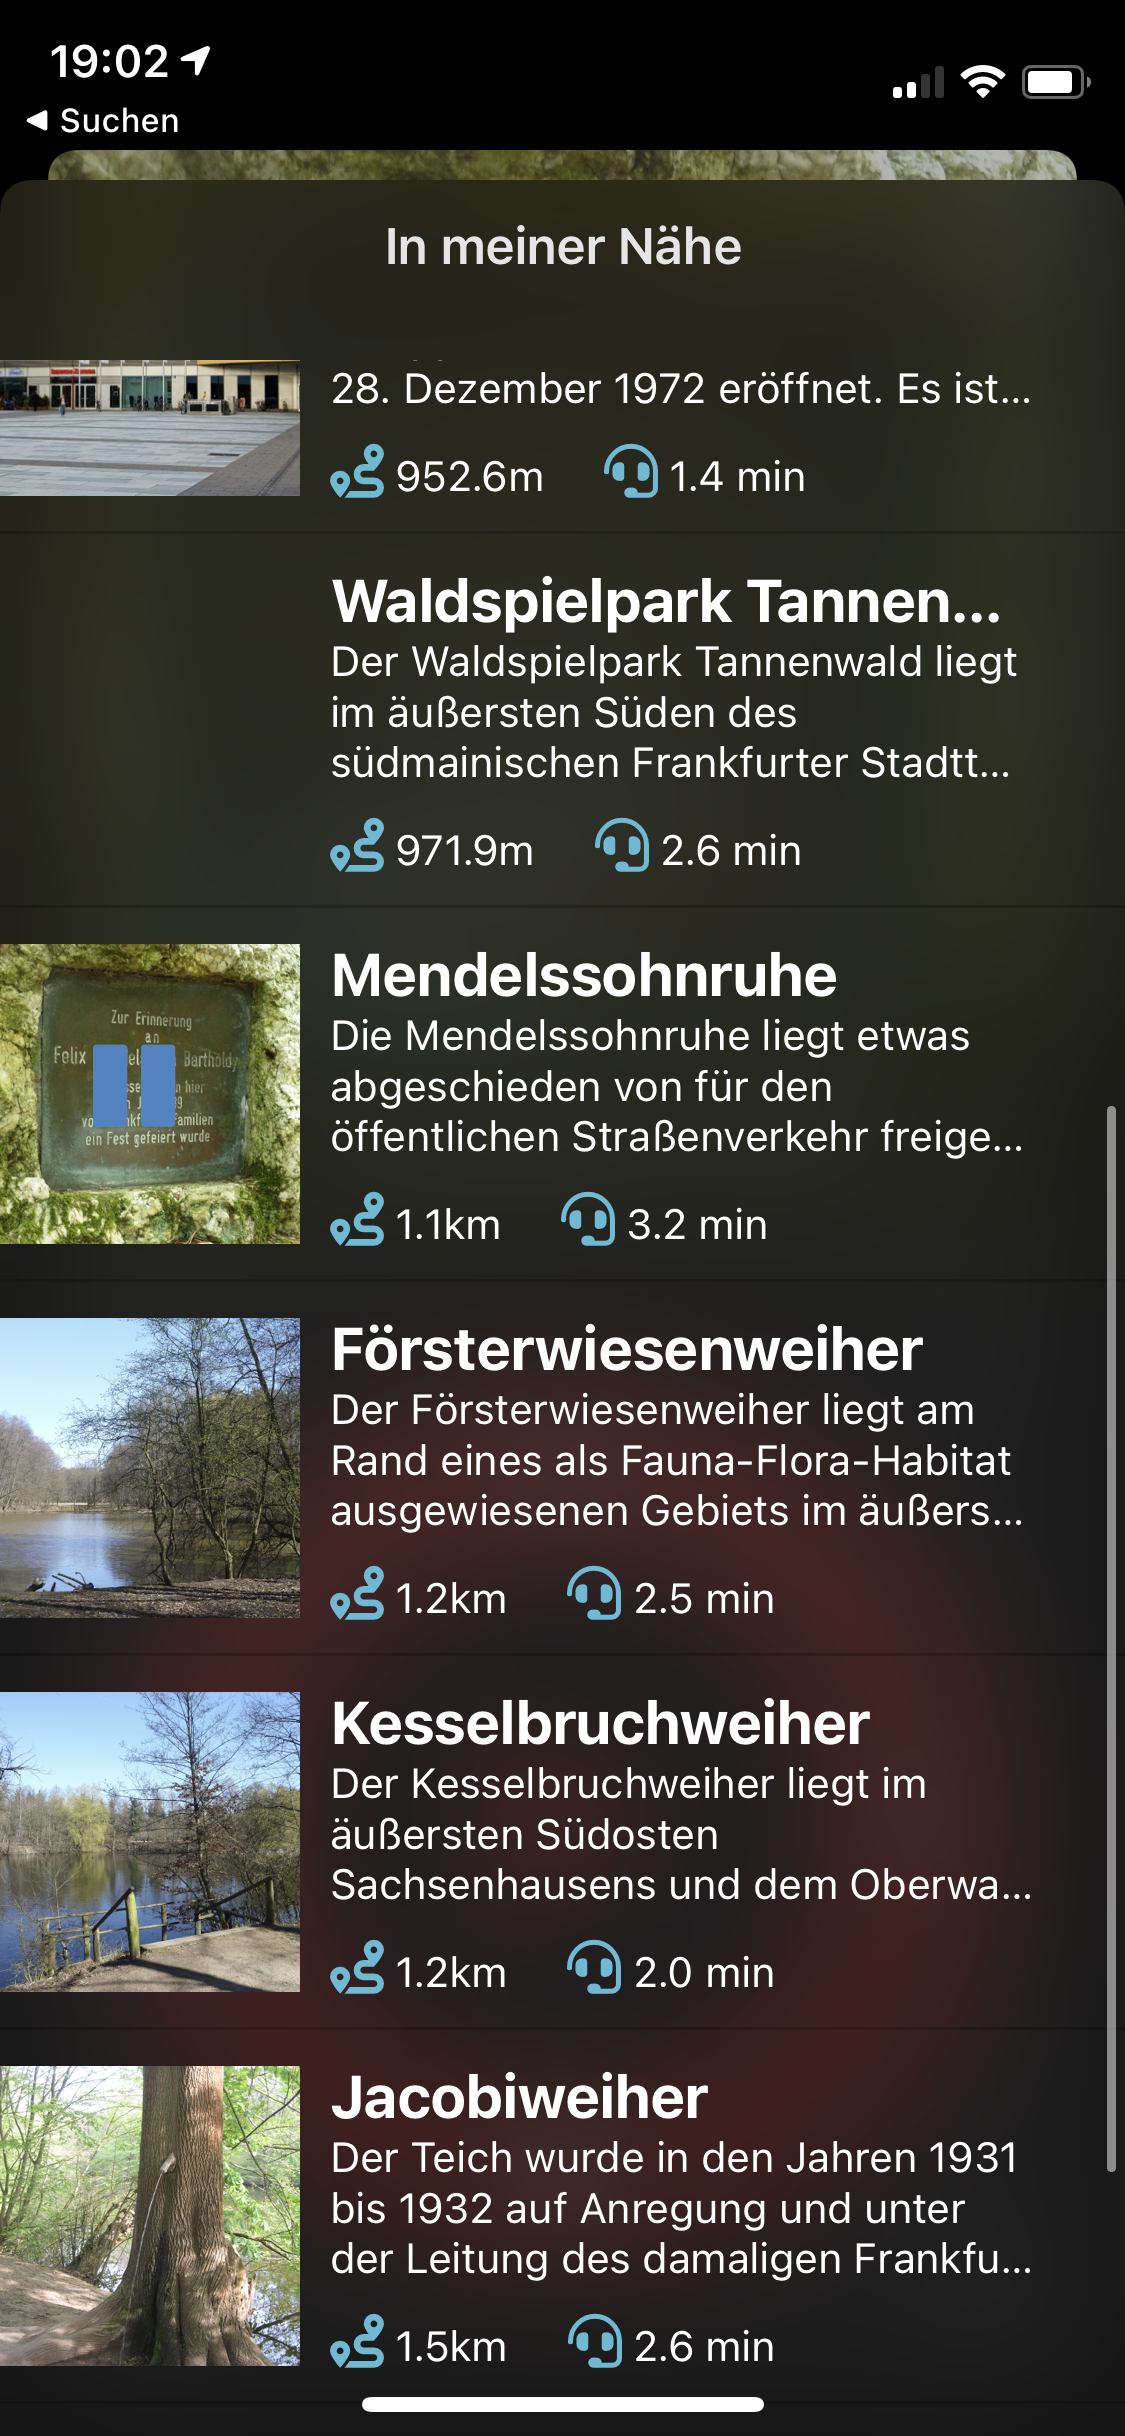 19:02
Suchen
In meiner Nähe
28. Dezember 1972 eröffnet. Es ist...
952.6m 1.4 min
Waldspielpark Tannen...
Der Waldspielpark Tannenwald liegt
im äußersten Süden des
südmainischen Frankfurter Stadtt...
971.9m 2.6 min
Mendelssohnruhe
Die Mendelssohnruhe liegt etwas
abgeschieden von für den
öffentlichen Straßenverkehr freige...
1.1km 3.2 min
Zur Erinnerung
an
Felix Bartholdy
hier
ein Fest gefeiert wurde
Försterwiesenweiher
Der Försterwiesenweiher liegt am
Rand eines als Fauna-Flora-Habitat
ausgewiesenen Gebiets im äußers...
1.2km 2.5 min
Kesselbruchweiher
Der Kesselbruchweiher liegt im
äußersten Südosten
Sachsenhausens und dem Oberwa...
1.2km 2.0 min
Jacobiweiher
Der Teich wurde in den Jahren 1931
bis 1932 auf Anregung und unter
der Leitung des damaligen Frankfu...
1.5km 2.6 min